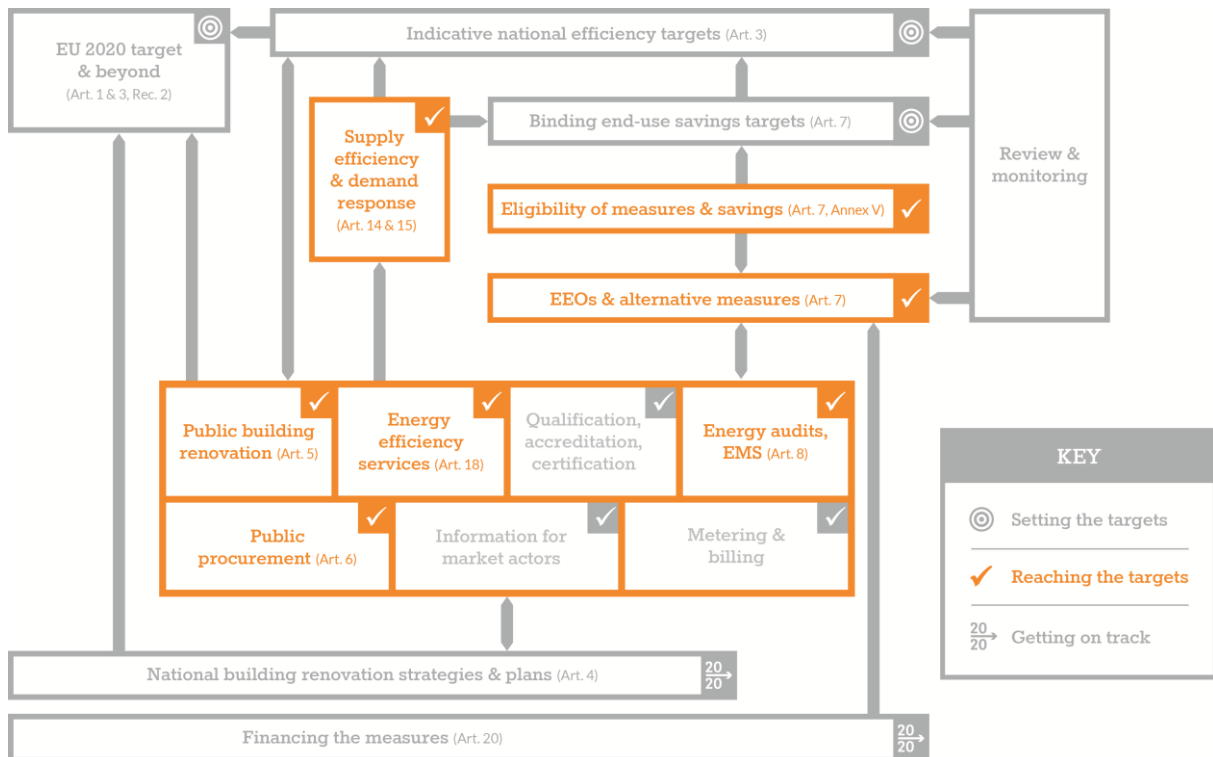 EU 2020 target
& beyond
(Art. 1 & 3, Rec. 2)
Indicative national efficiency targets (Art. 3)
Supply
efficiency
& demand
response
(Art. 14 & 15)
Binding end-use savings targets (Art. 7)
Review &
monitoring
Eligibility of measures & savings (Art. 7, Annex V)
EEOs & alternative measures (Art. 7)
Public building
renovation (Art. 5)
Energy
efficiency
services (Art. 18)
Qualification,
accreditation,
certification
Energy audits,
EMS (Art. 8)
Public
procurement (Art. 6)
Information for
market actors
Metering &
billing
KEY
Setting the targets
Reaching the targets
20
20
Getting on track
National building renovation strategies & plans (Art. 4)
20
20
Financing the measures (Art. 20)
20
20